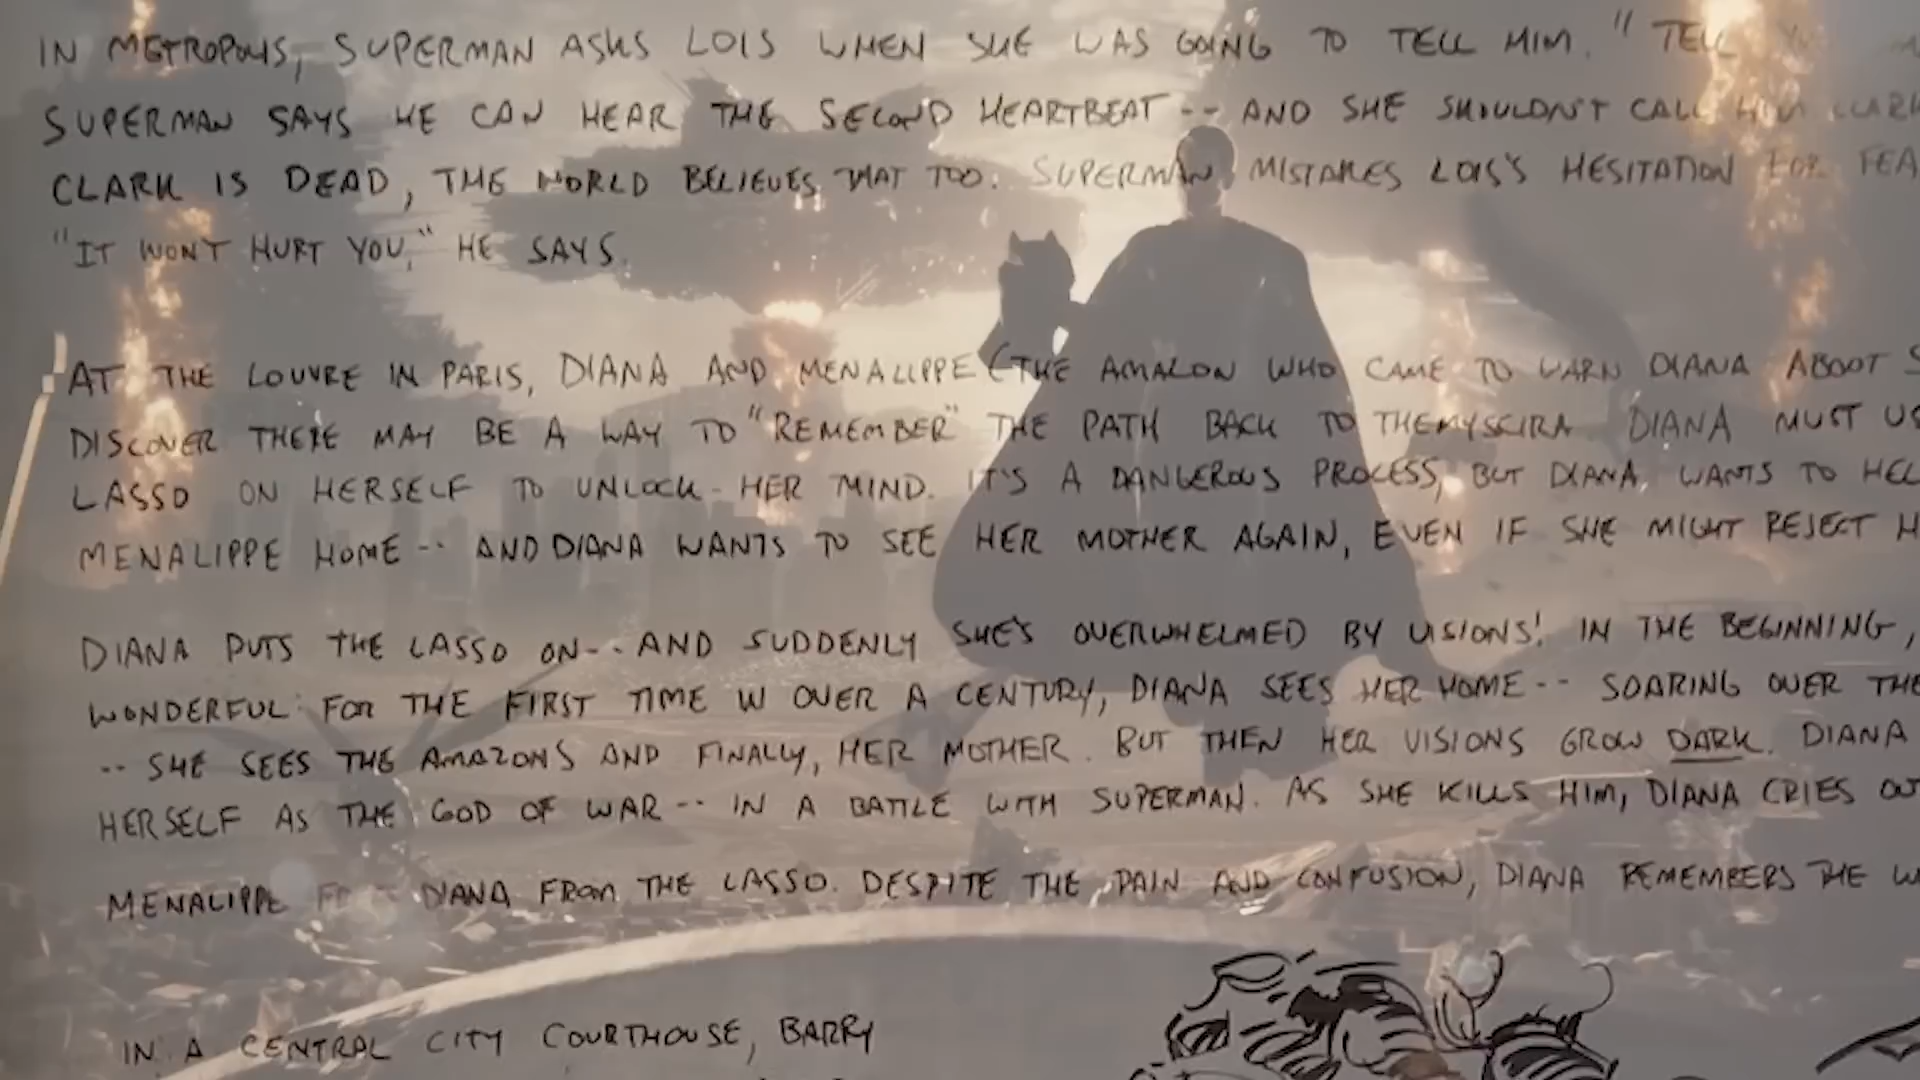 IN METROPOLIS, SUPERMAN ASKS LOIS WHEN SHE WAS GOING TO TELL HIM. "TELL
SUPERMAN SAYS HE CAN HEAR THE SECOND HEARTBEAT -- AND SHE SHOULDN'T CALL HIM CLARK
CLARK IS DEAD, THE WORLD BELIEVES THAT TOO. SUPERMAN MISTAKES LOIS'S HESITATION FOR
"IT WON'T HURT YOU," HE SAYS.
AT THE LOUVRE IN PARIS, DIANA AND MENALIPPE (THE AMAZON WHO CAME TO WARN DIANA ABOUT
DISCOVER THERE MAY BE A WAY TO "REMEMBER" THE PATH BACK TO THEMYSCIRA DIANA MUST
LASSO ON HERSELF TO UNLOCK HER MIND. IT'S A DANGEROUS PROCESS, BUT DIANA WANTS TO
MENALIPPE HOME -- AND DIANA WANTS TO SEE HER MOTHER AGAIN, EVEN IF SHE MIGHT REJECT
DIANA PUTS THE LASSO ON -- AND SUDDENLY SHE'S OVERWHELMED BY VISIONS! IN THE BEGINNING,
WONDERFUL. FOR THE FIRST TIME IN OVER A CENTURY, DIANA SEES HER HOME -- SOARING OVER
-- SHE SEES THE AMAZONS AND FINALLY, HER MOTHER. BUT THEN HER VISIONS GROW DARK. DIANA
HERSELF AS THE GOD OF WAR -- IN A BATTLE WITH SUPERMAN. AS SHE KILLS HIM, DIANA CRIES
MENALIPPE DIANA FROM THE LASSO. DESPITE THE PAIN AND CONFUSION, DIANA REMEMBERS THE
IN A CENTRAL CITY COURTHOUSE, BARRY